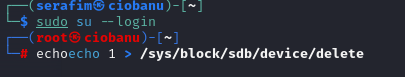 ┌──(serafim㉿ciobanu)-[~]
└─$ sudo su --login
┌──(root㉿ciobanu)-[~]
└─# echoecho 1 > /sys/block/sdb/device/delete